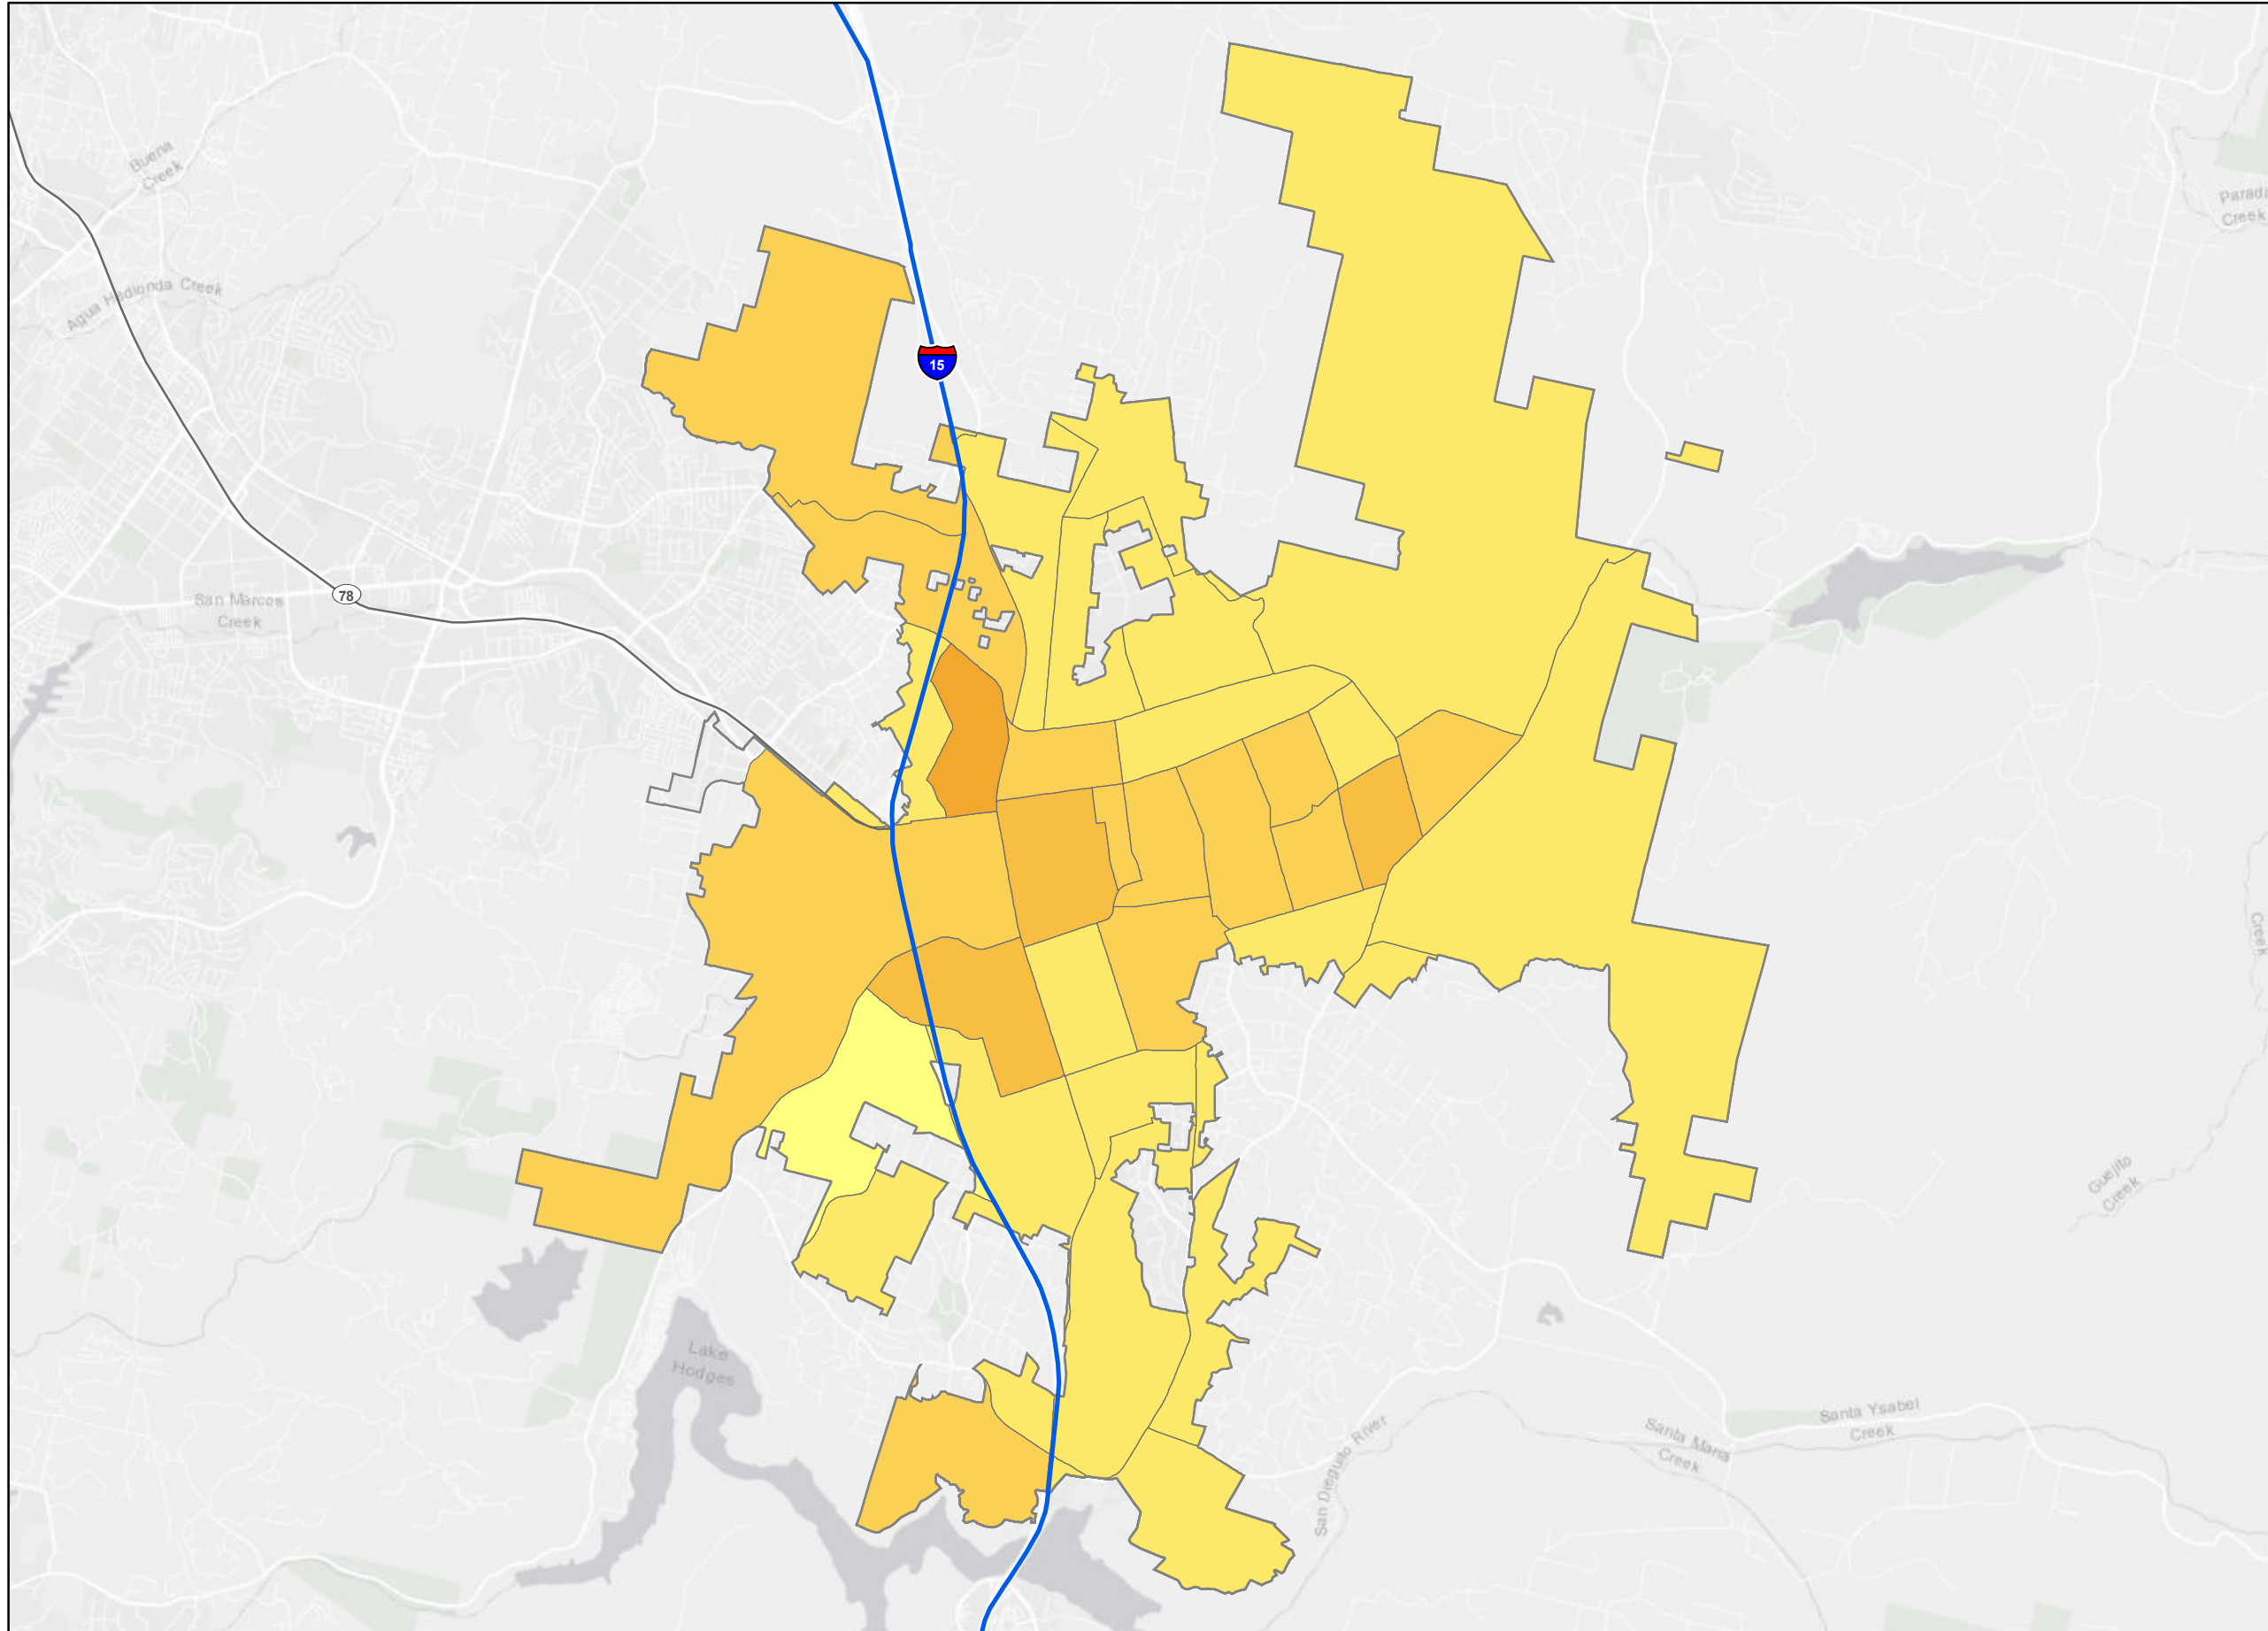 Buena
Creek
Paradi
Creek
Agua Hedionda Creek
15
San Marcos
Creek
78
Creek
Guejito
Creek
Lake
Hodges
San Dieguito River
Santa Maria
Creek
Santa Ysabel
Creek